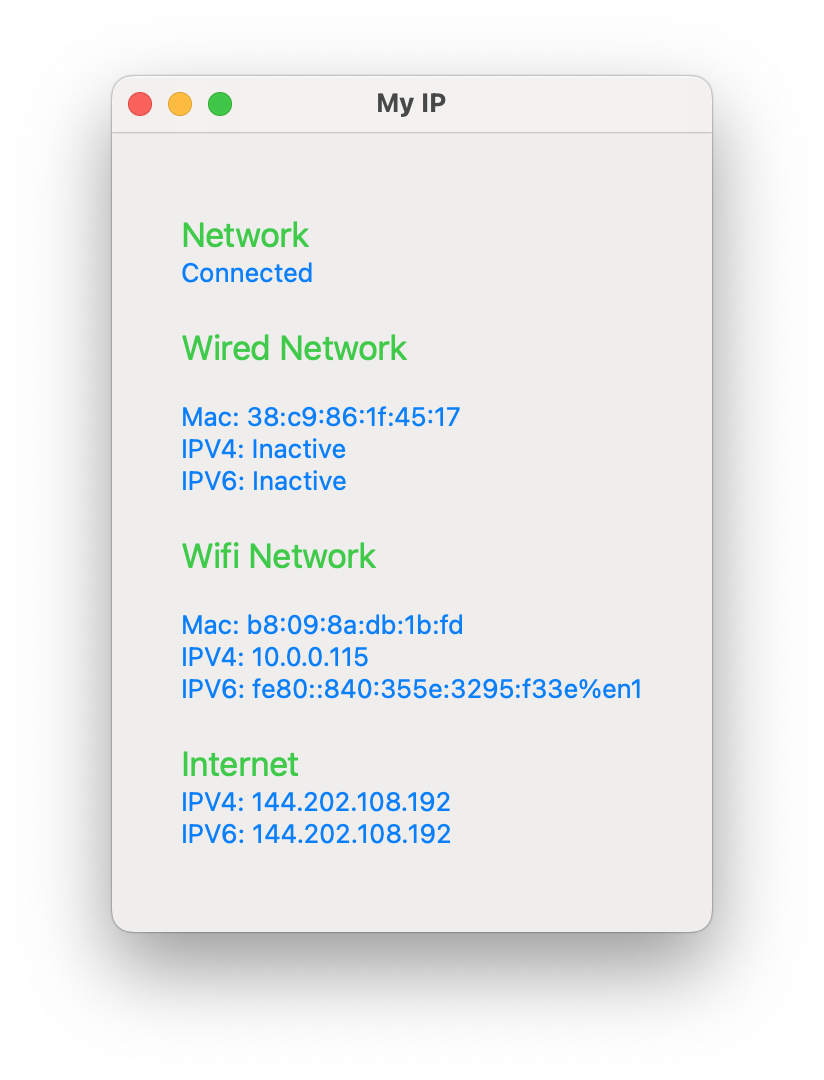 My IP
Network
Connected
Wired Network
Mac: 38:c9:86:1f:45:17
IPV4: Inactive
IPV6: Inactive
Wifi Network
Mac: b8:09:8a:db:1b:fd
IPV4: 10.0.0.115
IPV6: fe80::840:355e:3295:f33e%en1
Internet
IPV4: 144.202.108.192
IPV6: 144.202.108.192